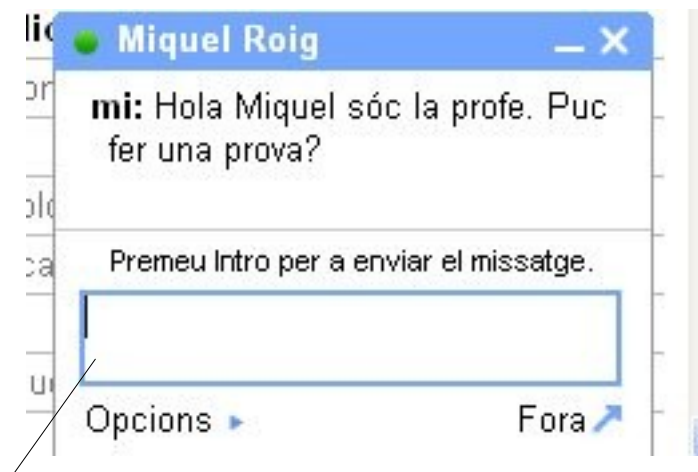 Miquel Roig
mi: Hola Miquel sóc la profe. Puc
fer una prova?
Premeu Intro per a enviar el missatge.
Opcions
Fora